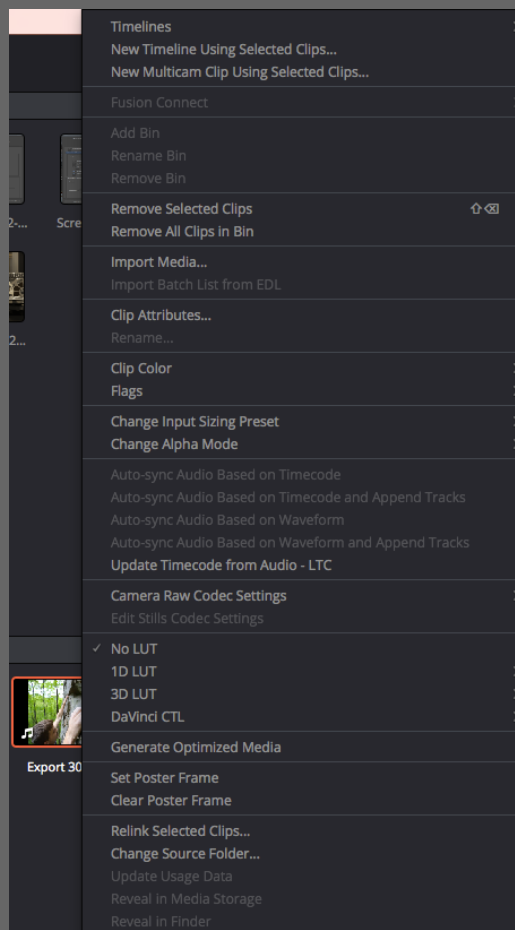 Timelines
New Timeline Using Selected Clips...
New Multicam Clip Using Selected Clips...
Fusion Connect
Add Bin
Rename Bin
Remove Bin
2-...
Scre
Remove Selected Clips
Remove All Clips in Bin
Import Media...
Import Batch List from EDL
Clip Attributes...
2...
Rename...
Clip Color
Flags
Change Input Sizing Preset
Change Alpha Mode
Auto-sync Audio Based on Timecode
Auto-sync Audio Based on Timecode and Append Tracks
Auto-sync Audio Based on Waveform
Auto-sync Audio Based on Waveform and Append Tracks
Update Timecode from Audio - LTC
Camera Raw Codec Settings
Edit Stills Codec Settings
No LUT
1D LUT
3D LUT
DaVinci CTL
Generate Optimized Media
Export 30
Set Poster Frame
Clear Poster Frame
Relink Selected Clips...
Change Source Folder...
Update Usage Data
Reveal in Media Storage
Reveal in Finder